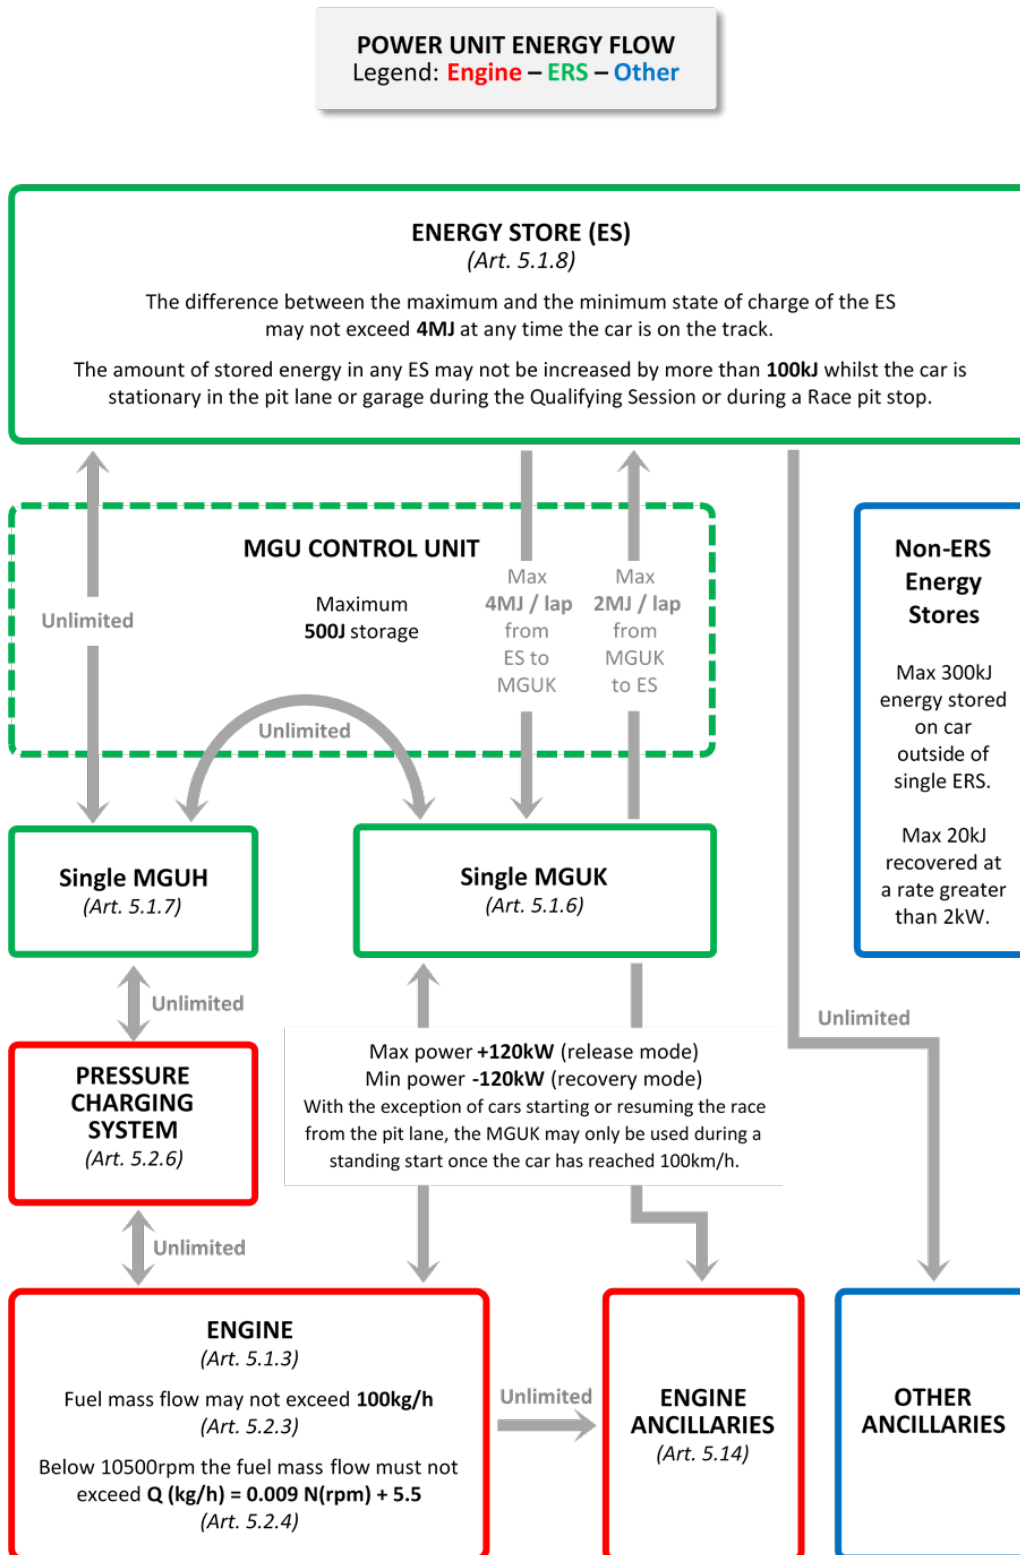 POWER UNIT ENERGY FLOW
Legend: Engine – ERS – Other
ENERGY STORE (ES)
(Art. 5.1.8)
The difference between the maximum and the minimum state of charge of the ES
may not exceed 4MJ at any time the car is on the track.
The amount of stored energy in any ES may not be increased by more than 100kJ whilst the car is
stationary in the pit lane or garage during the Qualifying Session or during a Race pit stop.
MGU CONTROL UNIT
Maximum
500J storage
Unlimited
Max
4MJ / lap
from
ES to
MGUK
Max
2MJ / lap
from
MGUK
to ES
Unlimited
Non-ERS
Energy
Stores
Max 300kJ
energy stored
on car
outside of
single ERS.
Max 20kJ
recovered at
a rate greater
than 2kW.
Single MGUH
(Art. 5.1.7)
Single MGUK
(Art. 5.1.6)
Unlimited
Unlimited
PRESSURE
CHARGING
SYSTEM
(Art. 5.2.6)
Max power +120kW (release mode)
Min power -120kW (recovery mode)
With the exception of cars starting or resuming the race
from the pit lane, the MGUK may only be used during a
standing start once the car has reached 100km/h.
Unlimited
ENGINE
(Art. 5.1.3)
Fuel mass flow may not exceed 100kg/h
(Art. 5.2.3)
Below 10500rpm the fuel mass flow must not
exceed Q (kg/h) = 0.009 N(rpm) + 5.5
(Art. 5.2.4)
Unlimited
ENGINE
ANCILLARIES
(Art. 5.14)
OTHER
ANCILLARIES